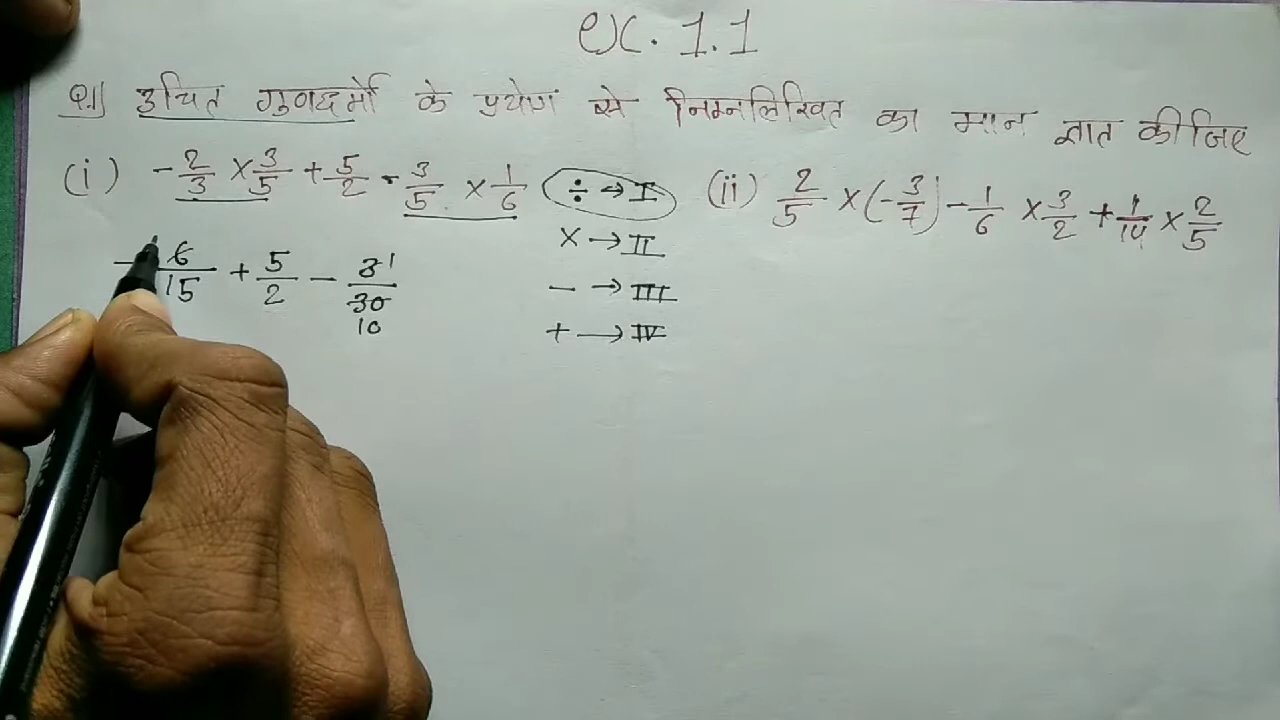 ex. 1.1
Q1] उचित गुणधर्मो के प्रयोग से निम्नलिखित का मान ज्ञात कीजिए
(i) -2/3 × 3/5 + 5/2 - 3/5 × 1/6
÷ → I
× → II
- → III
+ → IV
(ii) 2/5 × (-3/7) - 1/6 × 3/2 + 1/14 × 2/5
- 6/15 + 5/2 - 3/30
1
10